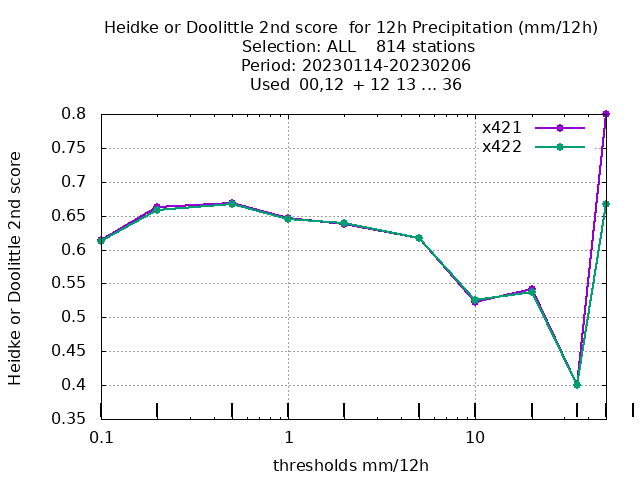 Heidke or Doolittle 2nd score  for 12h Precipitation (mm/12h)
Selection: ALL    814 stations
Period: 20230114-20230206
Used  00,12  + 12 13 ... 36
x421
x422
0.8
0.75
0.7
0.65
0.6
0.55
0.5
0.45
0.4
0.35
Heidke or Doolittle 2nd score
0.1
1
10
thresholds mm/12h